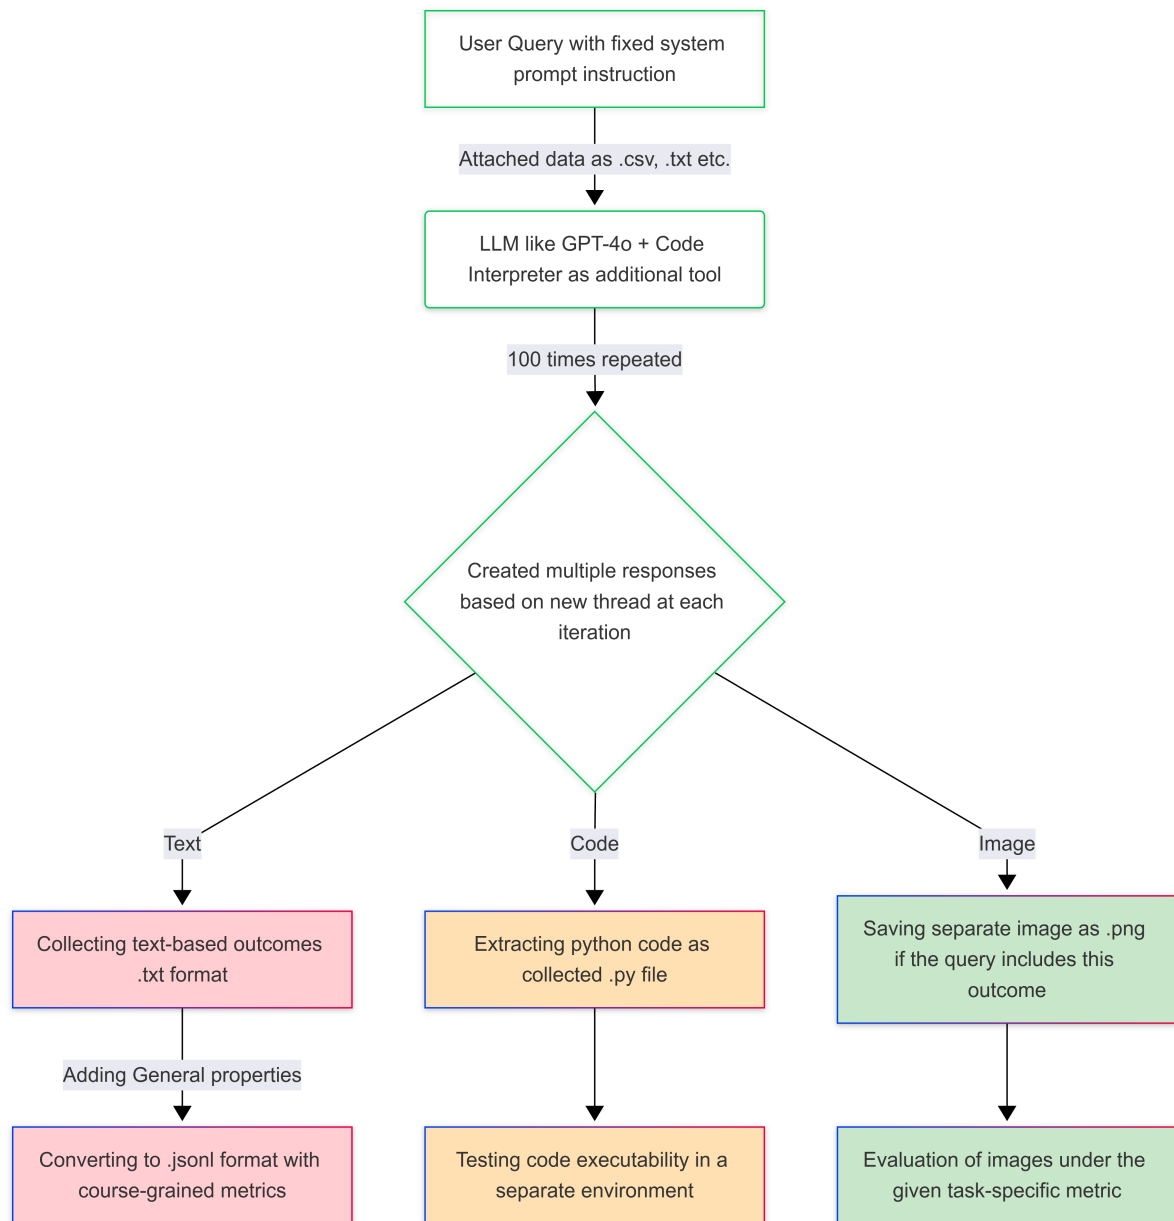 User Query with fixed system
prompt instruction
Attached data as .csv, .txt etc.
LLM like GPT-4o + Code
Interpreter as additional tool
100 times repeated
Created multiple responses
based on new thread at each
iteration
Text
Code
Image
Collecting text-based outcomes
.txt format
Extracting python code as
collected .py file
Saving separate image as .png
if the query includes this
outcome
Adding General properties
Converting to .jsonl format with
course-grained metrics
Testing code executability in a
separate environment
Evaluation of images under the
given task-specific metric